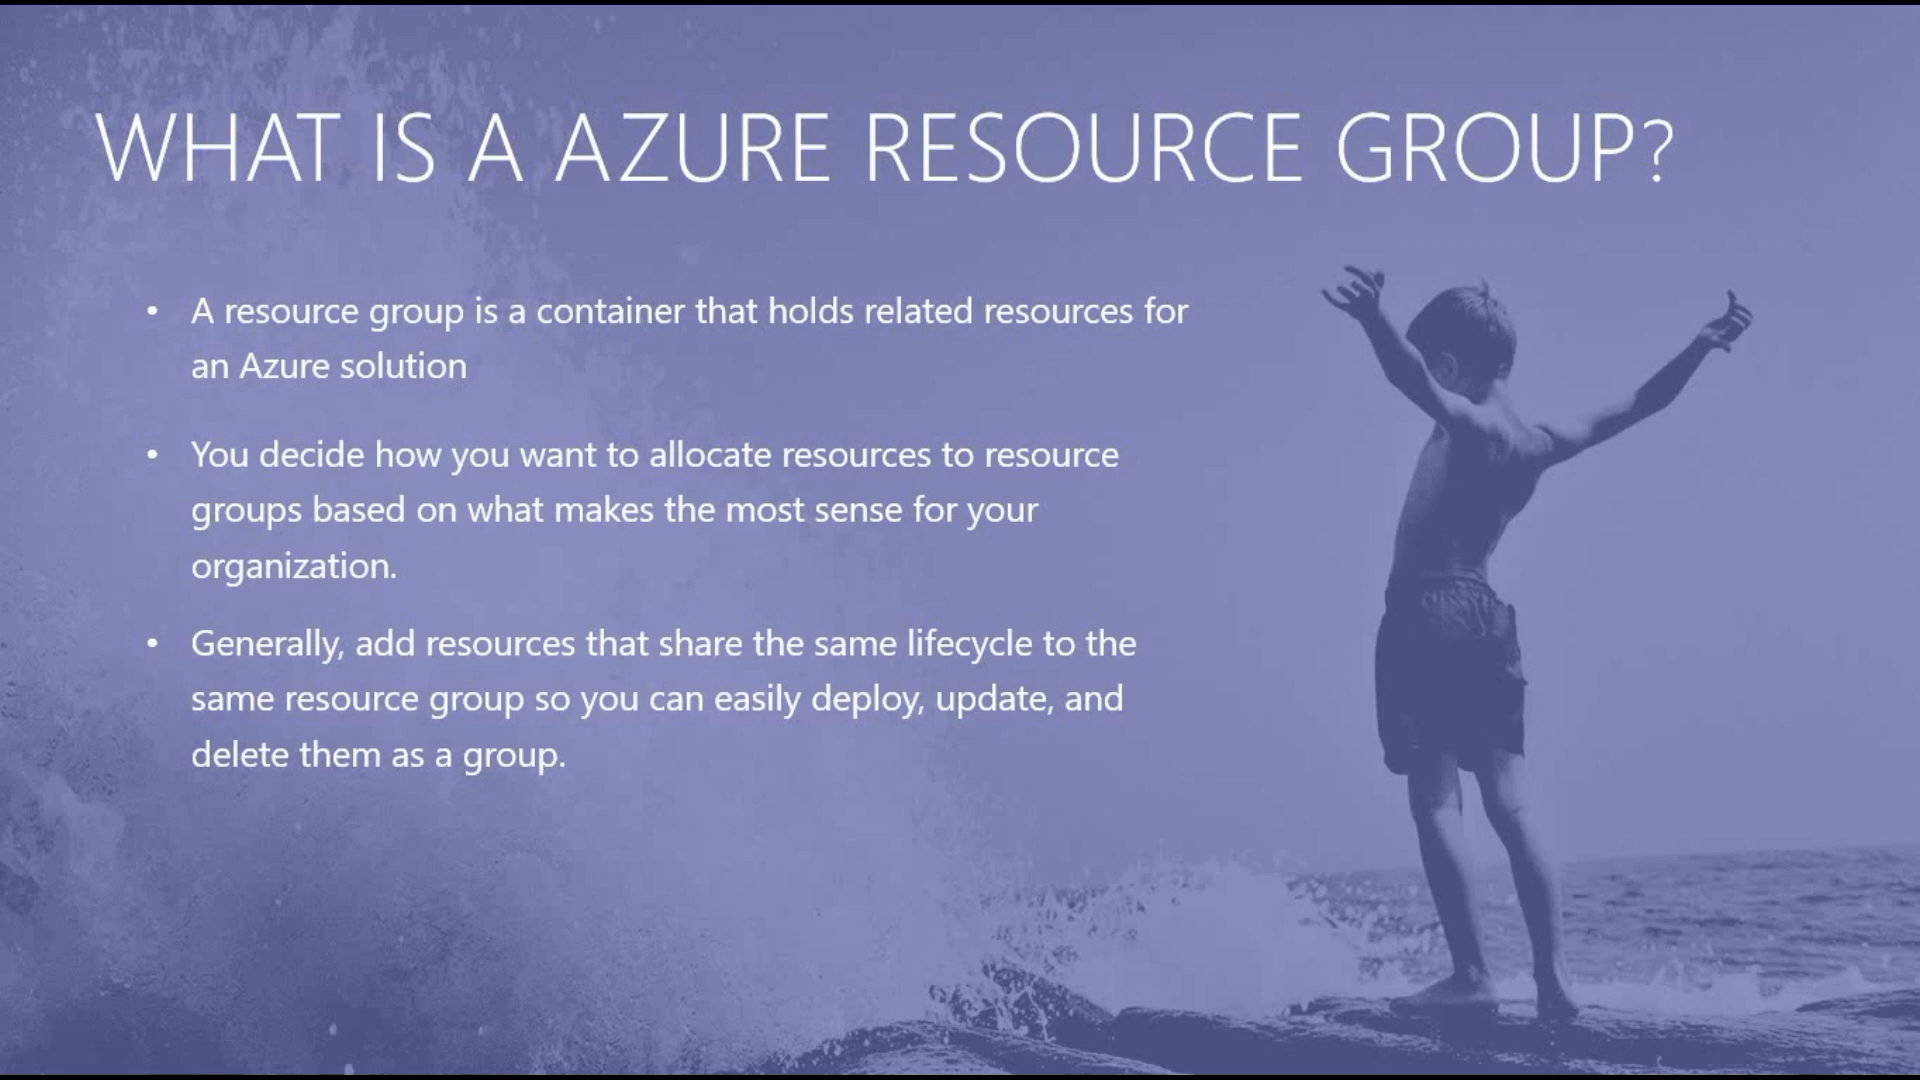 WHAT IS A AZURE RESOURCE GROUP?
• A resource group is a container that holds related resources for
an Azure solution
• You decide how you want to allocate resources to resource
groups based on what makes the most sense for your
organization.
• Generally, add resources that share the same lifecycle to the
same resource group so you can easily deploy, update, and
delete them as a group.